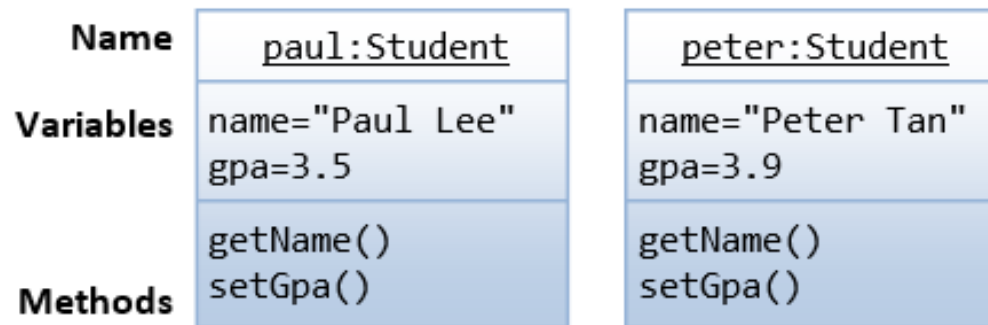 Name
paul:Student
peter:Student
Variables
name="Paul Lee"
gpa=3.5
name="Peter Tan"
gpa=3.9
Methods
getName()
setGpa()
getName()
setGpa()